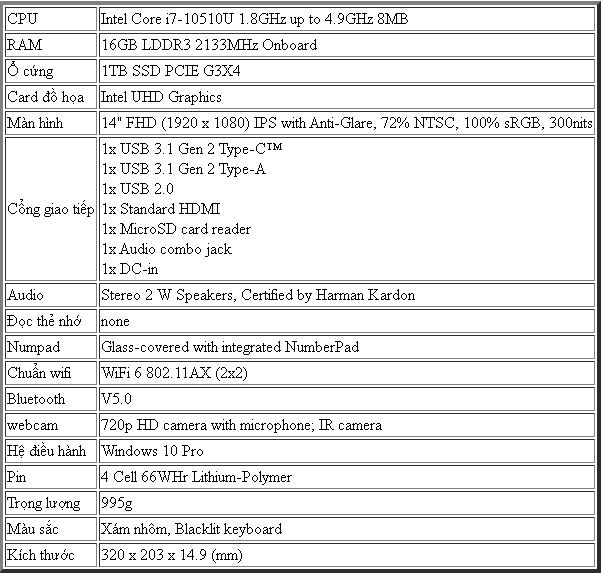 CPU Intel Core i7-10510U 1.8GHz up to 4.9GHz 8MB
RAM 16GB LDDR3 2133MHz Onboard
Ổ cứng 1TB SSD PCIE G3X4
Card đồ họa Intel UHD Graphics
Màn hình 14" FHD (1920 x 1080) IPS with Anti-Glare, 72% NTSC, 100% sRGB, 300nits
Cổng giao tiếp
1x USB 3.1 Gen 2 Type-C™
1x USB 3.1 Gen 2 Type-A
1x USB 2.0
1x Standard HDMI
1x MicroSD card reader
1x Audio combo jack
1x DC-in
Audio Stereo 2 W Speakers, Certified by Harman Kardon
Đọc thẻ nhớ none
Numpad Glass-covered with integrated NumberPad
Chuẩn wifi WiFi 6 802.11AX (2x2)
Bluetooth V5.0
webcam 720p HD camera with microphone; IR camera
Hệ điều hành Windows 10 Pro
Pin 4 Cell 66WHr Lithium-Polymer
Trọng lượng 995g
Màu sắc Xám nhôm, Blacklit keyboard
Kích thước 320 x 203 x 14.9 (mm)